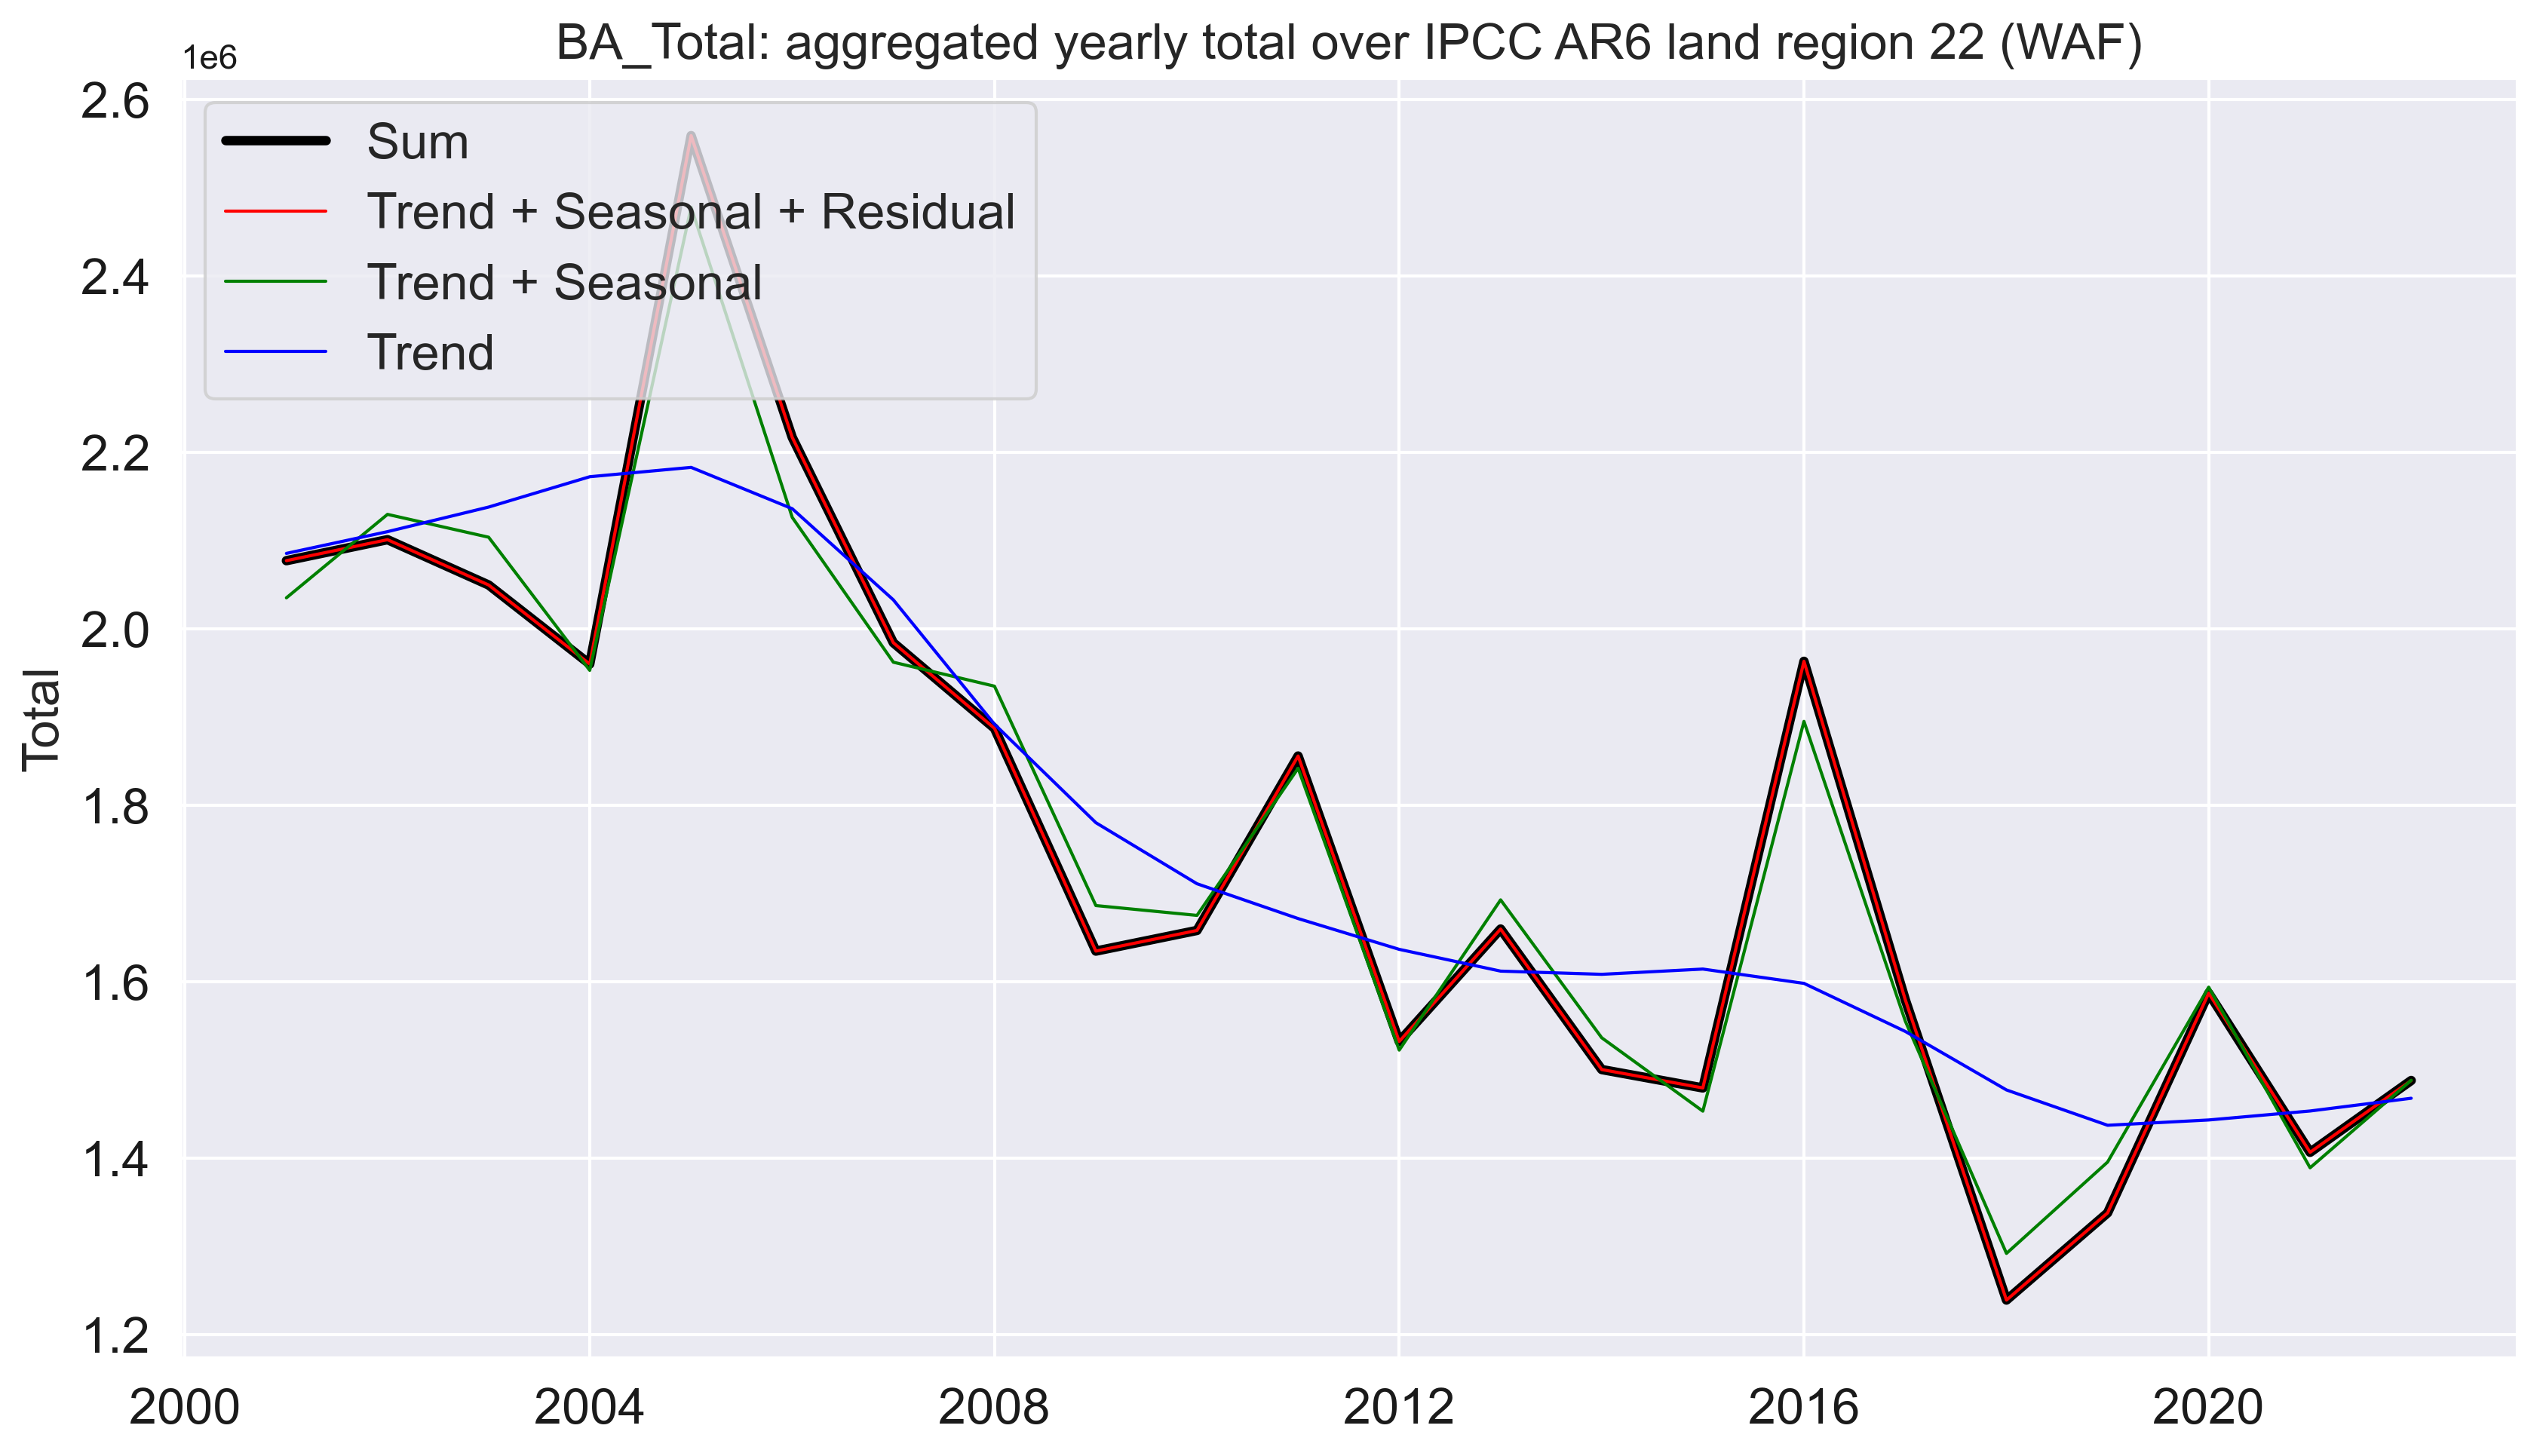 BA_Total: aggregated yearly total over IPCC AR6 land region 22 (WAF)
1e6
2.6
2.4
2.2
2.0
1.8
1.6
1.4
1.2
Total
Sum
Trend + Seasonal + Residual
Trend + Seasonal
Trend
2000 2004 2008 2012 2016 2020